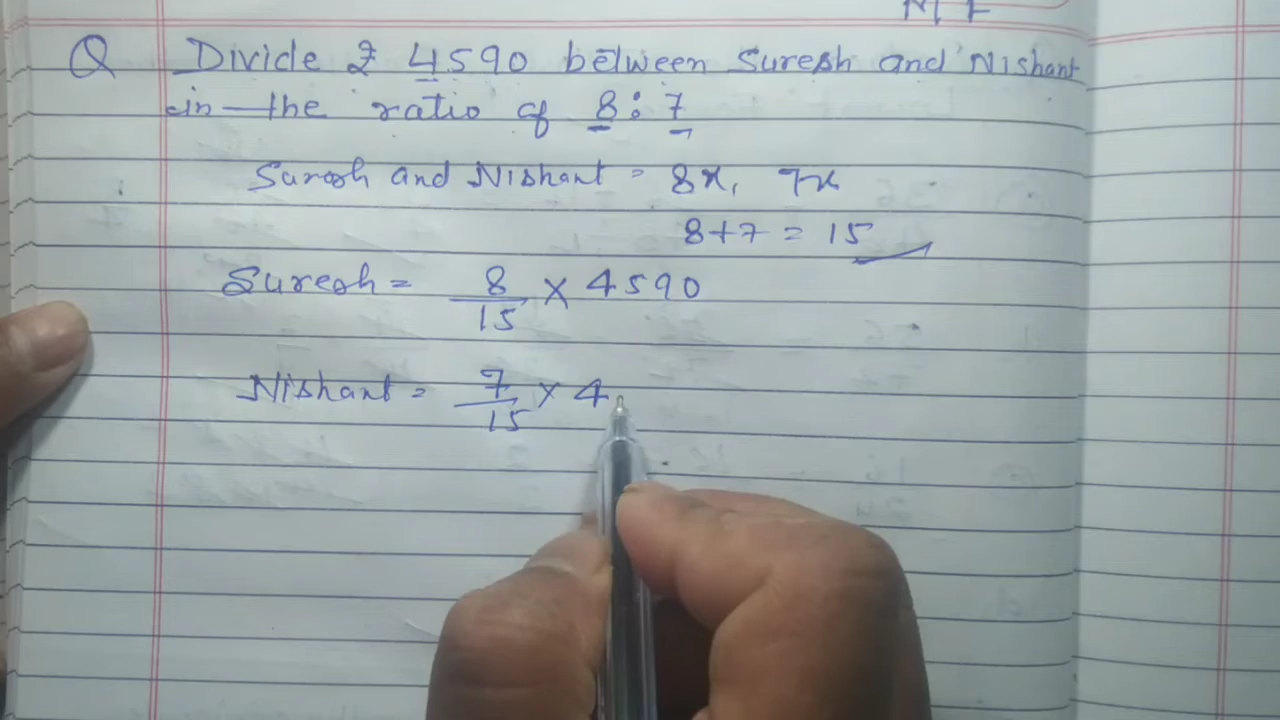 Q Divide ₹ 4590 between Suresh and Nishant
in the ratio of 8:7
Suresh and Nishant = 8x, 7x
8+7 = 15
Suresh = 8/15 × 4590
Nishant = 7/15 × 4